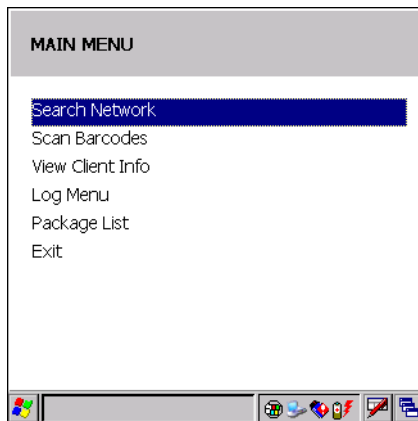 MAIN MENU
Search Network
Scan Barcodes
View Client Info
Log Menu
Package List
Exit